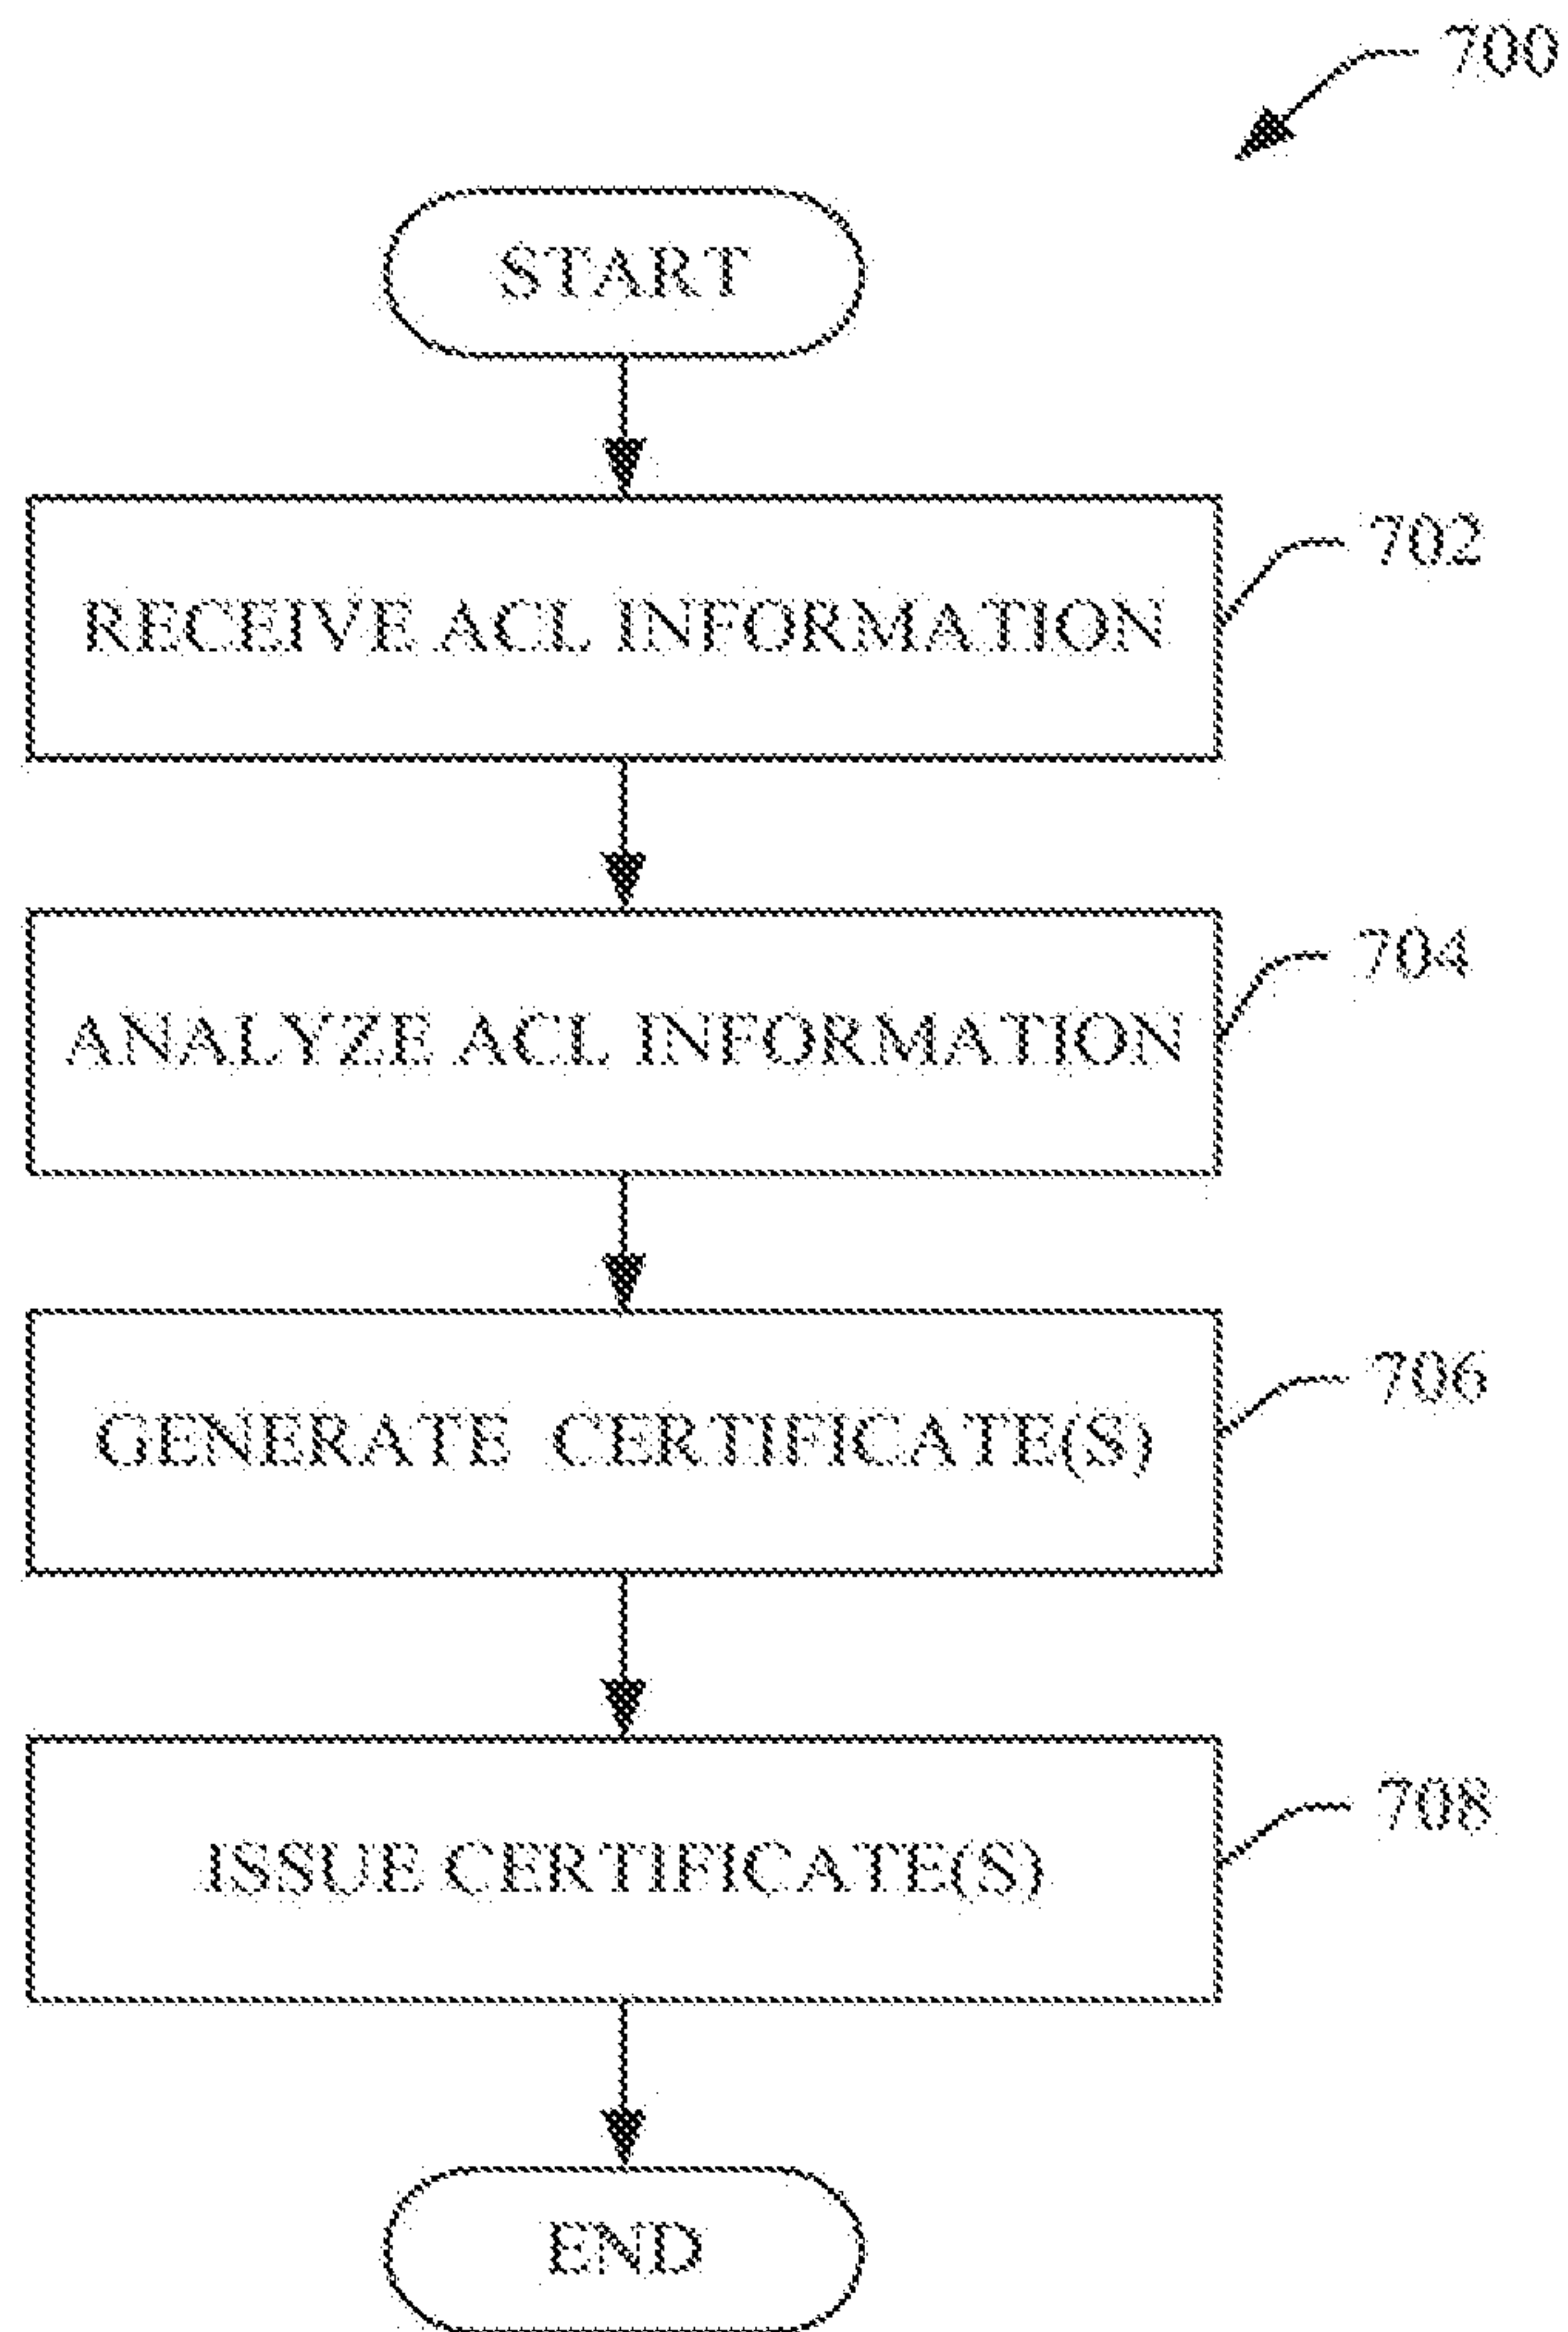 700
START
RECEIVE ACL INFORMATION
702
ANALYZE ACL INFORMATION
704
GENERATE CERTIFICATE(S)
706
ISSUE CERTIFICATE(S)
708
END